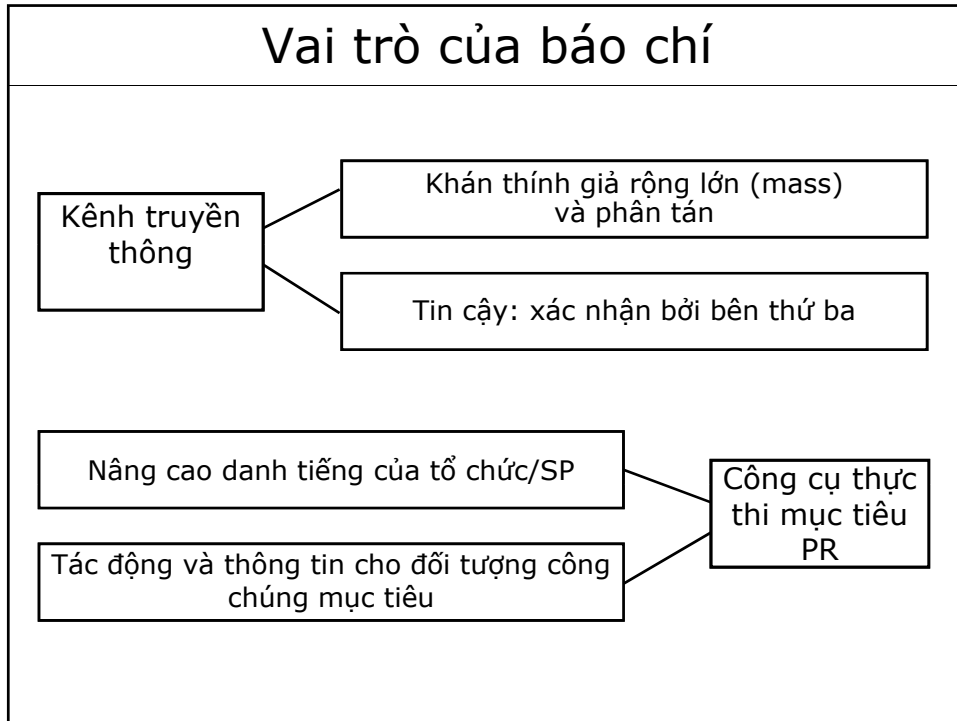 Vai trò của báo chí
Kênh truyền
thông
Khán thính giả rộng lớn (mass)
và phân tán
Tin cậy: xác nhận bởi bên thứ ba
Nâng cao danh tiếng của tổ chức/SP
Tác động và thông tin cho đối tượng công
chúng mục tiêu
Công cụ thực
thi mục tiêu
PR